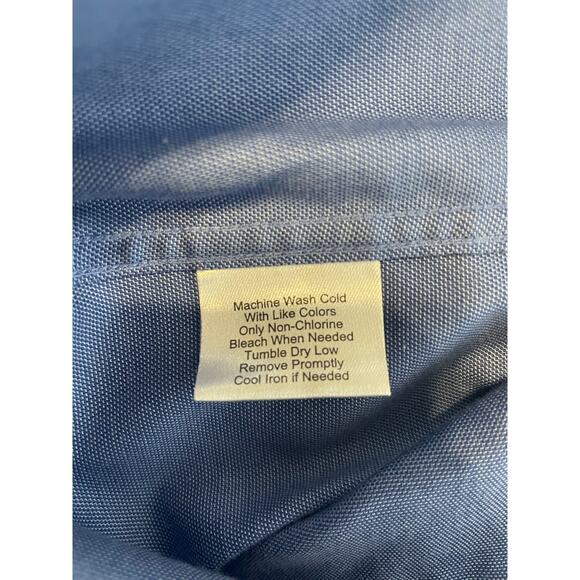 Machine Wash Cold
With Like Colors
Only Non-Chlorine
Bleach When Needed
Tumble Dry Low
Remove Promptly
Cool Iron if Needed